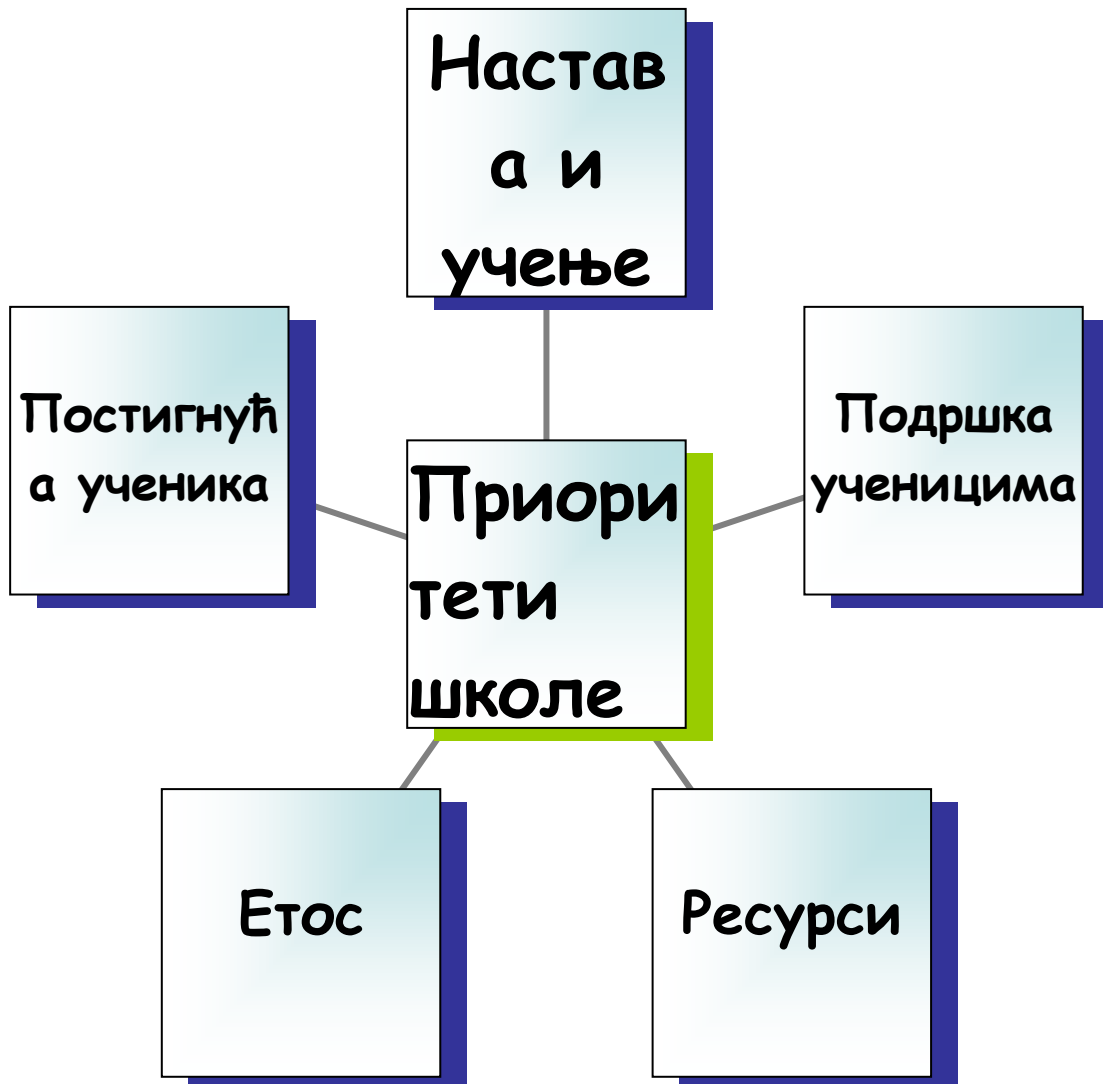 Настав
а и
учење
Постигнућ
а ученика
Подршка
ученицима
Приори
тети
школе
Етос
Ресурси